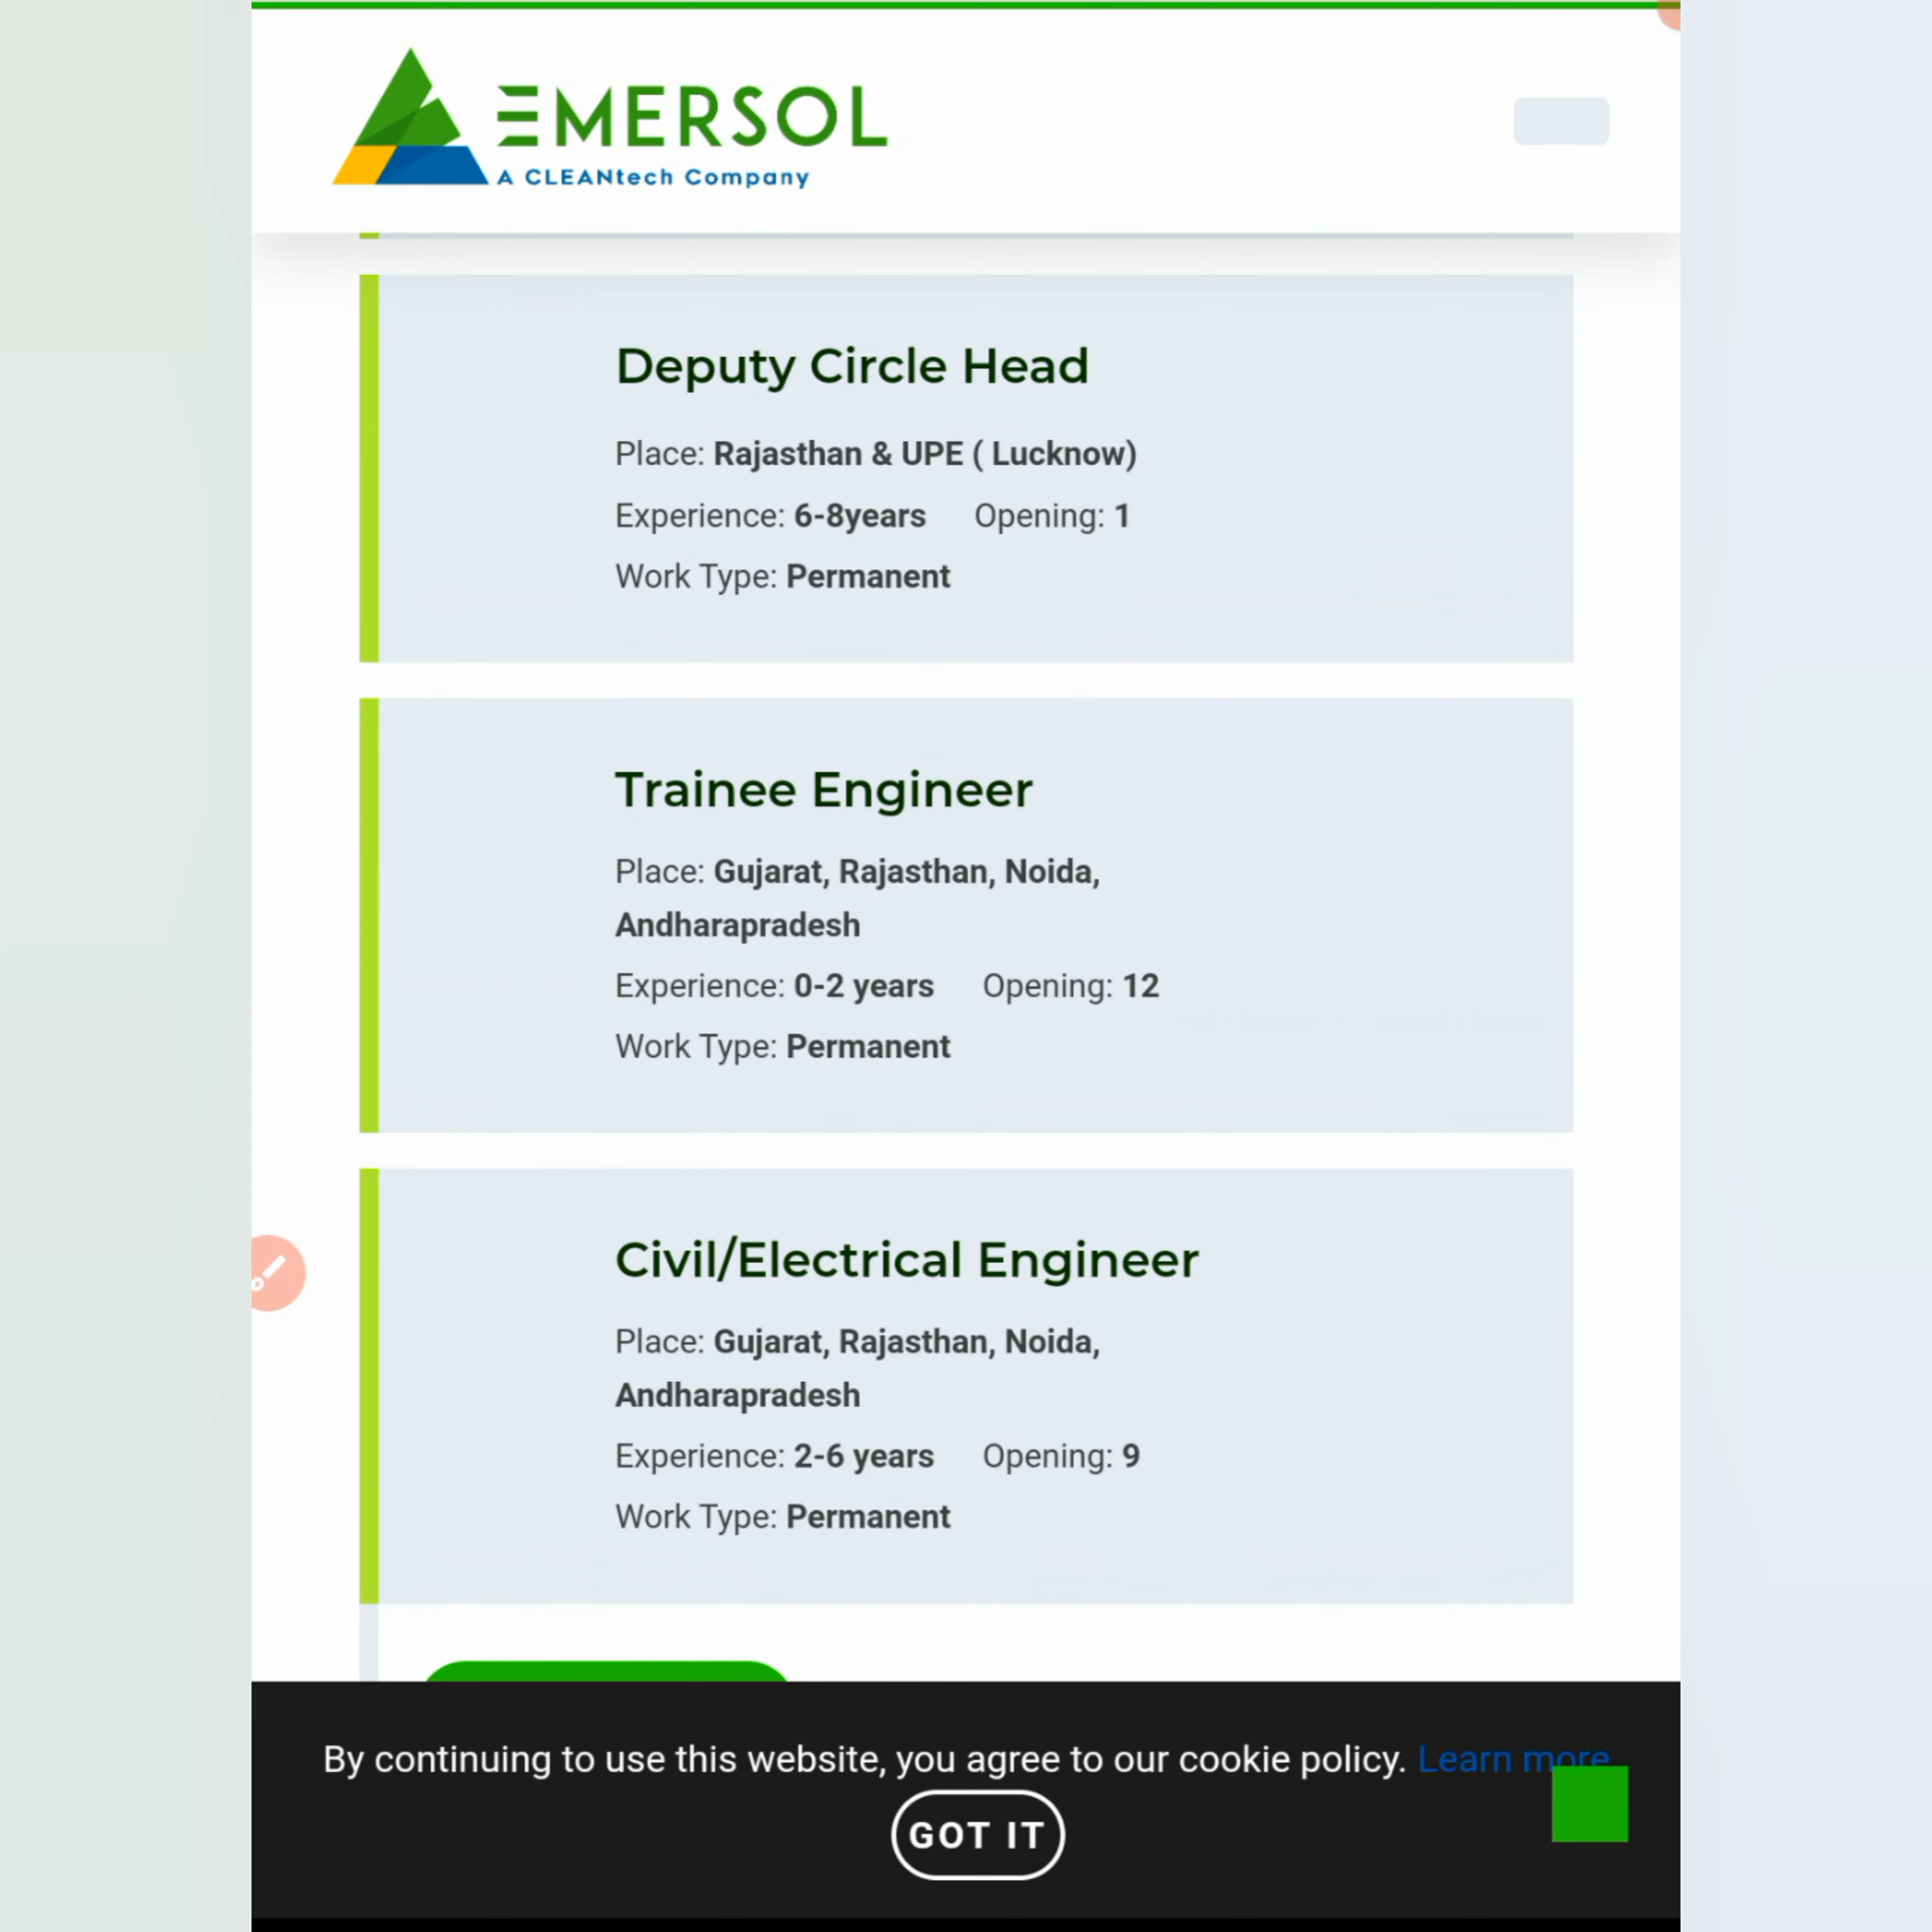 EMERSOL
A CLEANtech Company
Deputy Circle Head
Place: Rajasthan & UPE ( Lucknow)
Experience: 6-8years Opening: 1
Work Type: Permanent
Trainee Engineer
Place: Gujarat, Rajasthan, Noida,
Andharapradesh
Experience: 0-2 years Opening: 12
Work Type: Permanent
Civil/Electrical Engineer
Place: Gujarat, Rajasthan, Noida,
Andharapradesh
Experience: 2-6 years Opening: 9
Work Type: Permanent
By continuing to use this website, you agree to our cookie policy. Learn more
GOT IT